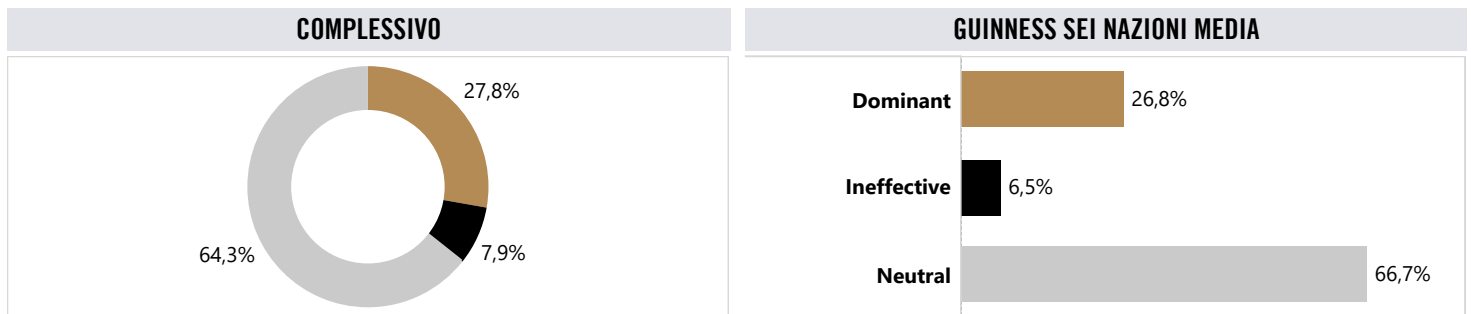 COMPLESSIVO
27,8%
7,9%
64,3%
GUINNESS SEI NAZIONI MEDIA
Dominant 26,8%
Ineffective 6,5%
Neutral 66,7%